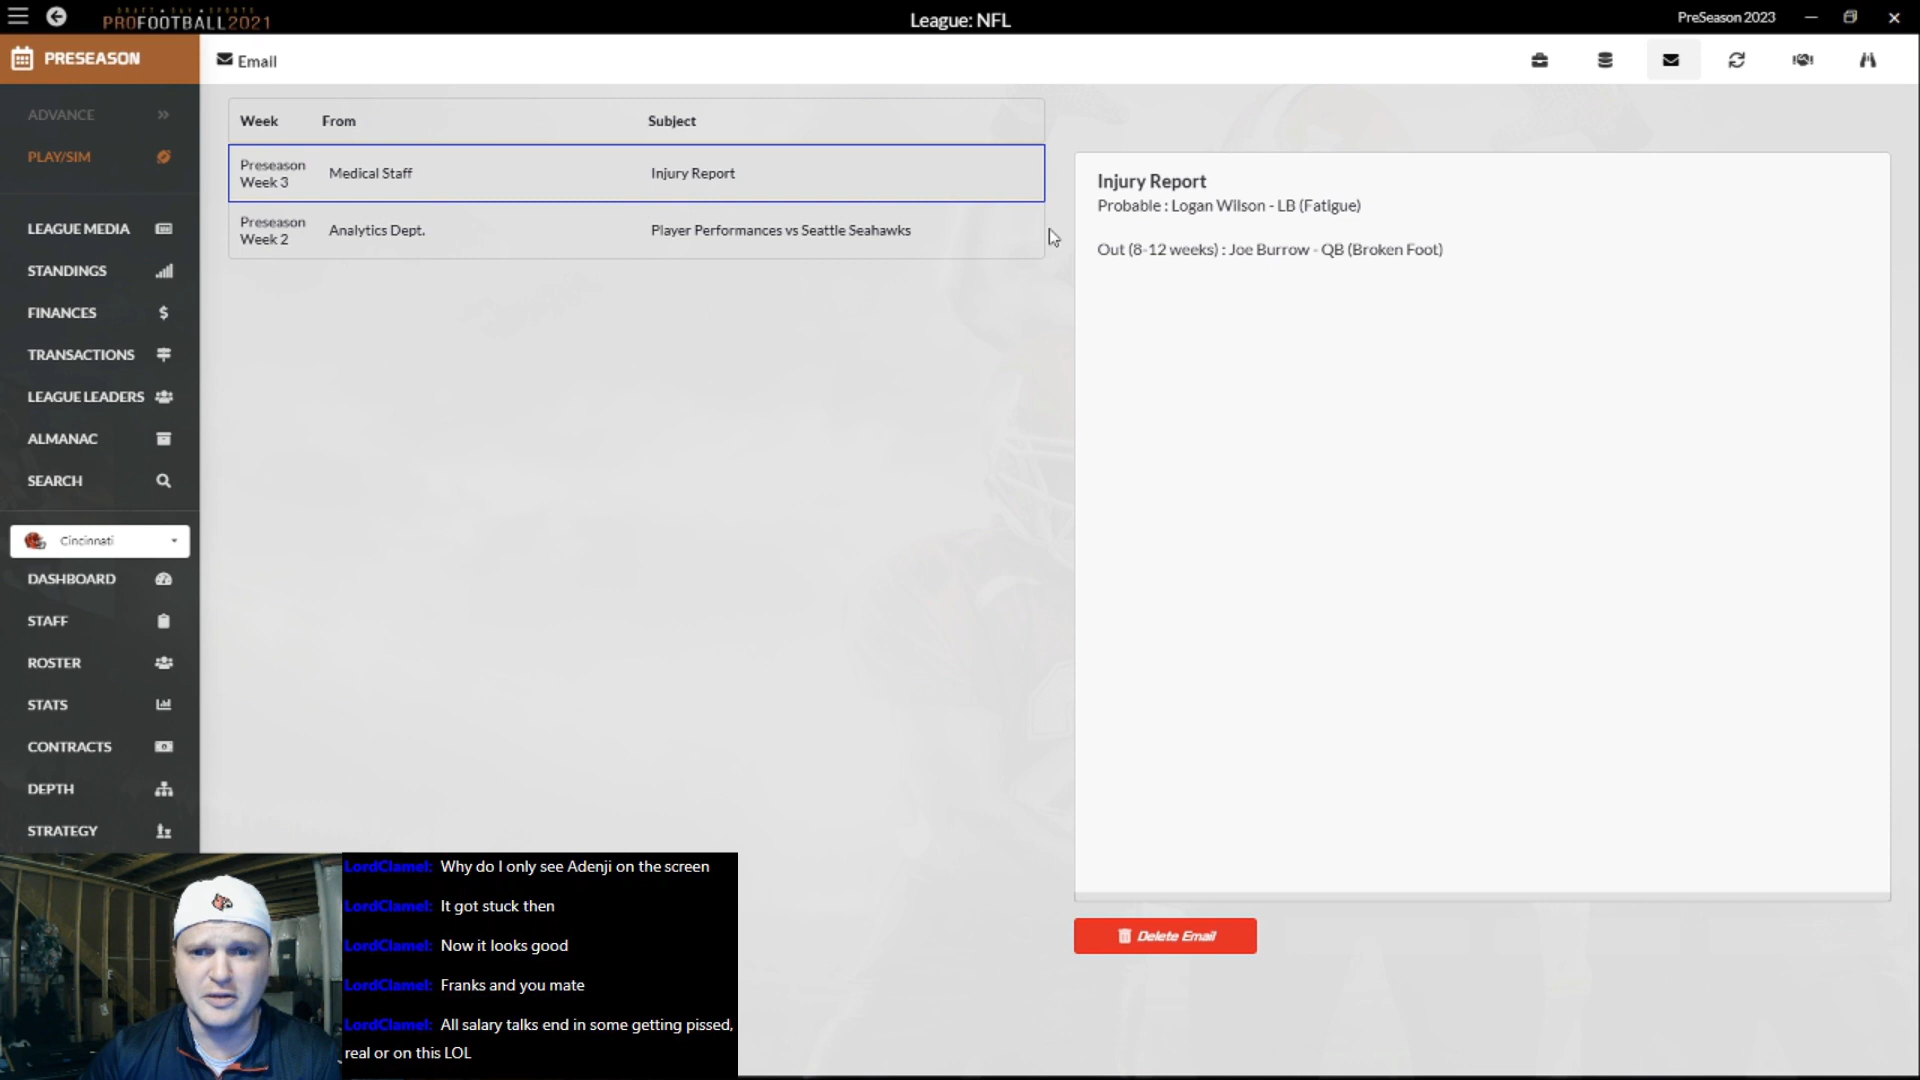 DRAFT DAY SPORTS
PROFOOTBALL2021
League: NFL
PreSeason 2023
PRESEASON
Email
ADVANCE
PLAY/SIM
LEAGUE MEDIA
STANDINGS
FINANCES
TRANSACTIONS
LEAGUE LEADERS
ALMANAC
SEARCH
Cincinnati
DASHBOARD
STAFF
ROSTER
STATS
CONTRACTS
DEPTH
STRATEGY
Week From Subject
Preseason
Week 3
Medical Staff
Injury Report
Preseason
Week 2
Analytics Dept.
Player Performances vs Seattle Seahawks
Injury Report
Probable : Logan Wilson - LB (Fatigue)
Out (8-12 weeks) : Joe Burrow - QB (Broken Foot)
Delete Email
LordClamel: Why do I only see Adenji on the screen
LordClamel: It got stuck then
LordClamel: Now it looks good
LordClamel: Franks and you mate
LordClamel: All salary talks end in some getting pissed,
real or on this LOL